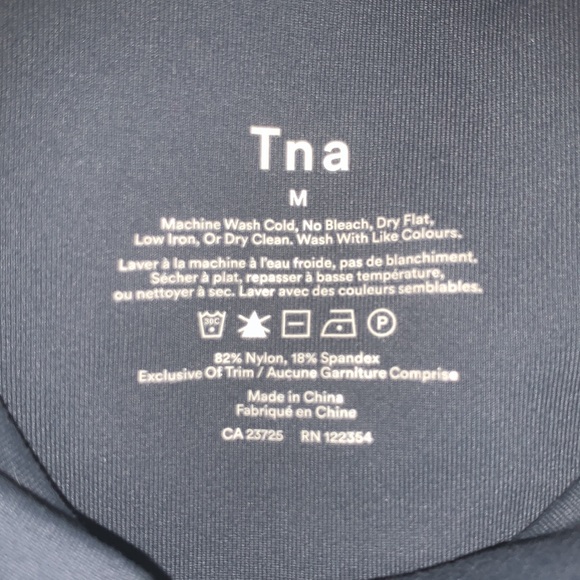 Tna
M
Machine Wash Cold, No Bleach, Dry Flat,
Low Iron, Or Dry Clean. Wash With Like Colours.
Laver à la machine à l'eau froide, pas de blanchiment.
Sécher à plat, repasser à basse température,
ou nettoyer à sec. Laver avec des couleurs semblables.
30C P
82% Nylon, 18% Spandex
Exclusive Of Trim / Aucune Garniture Comprise
Made in China
Fabriqué en Chine
CA 23725 RN 122354